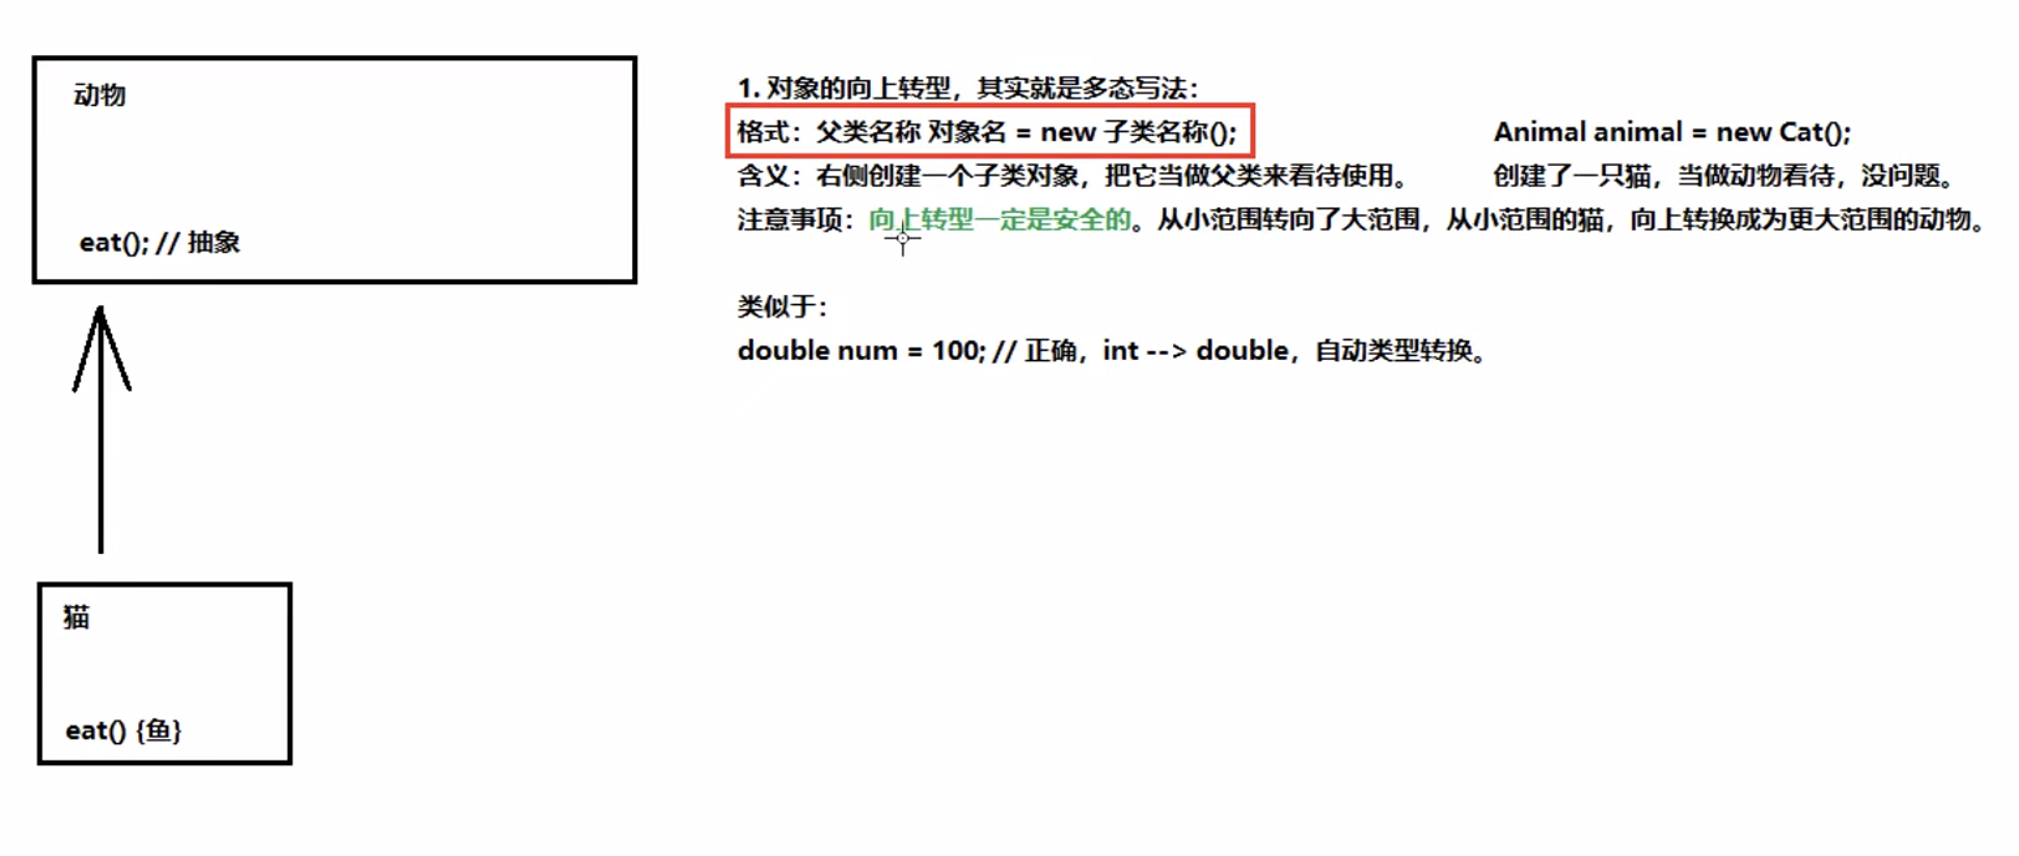 动物
eat(); // 抽象
猫
eat() {鱼}
1. 对象的向上转型，其实就是多态写法：
格式：父类名称 对象名 = new 子类名称();
Animal animal = new Cat();
含义：右侧创建一个子类对象，把它当做父类来看待使用。
创建了一只猫，当做动物看待，没问题。
注意事项：向上转型一定是安全的。从小范围转向了大范围，从小范围的猫，向上转换成为更大范围的动物。
类似于：
double num = 100; // 正确，int --> double，自动类型转换。